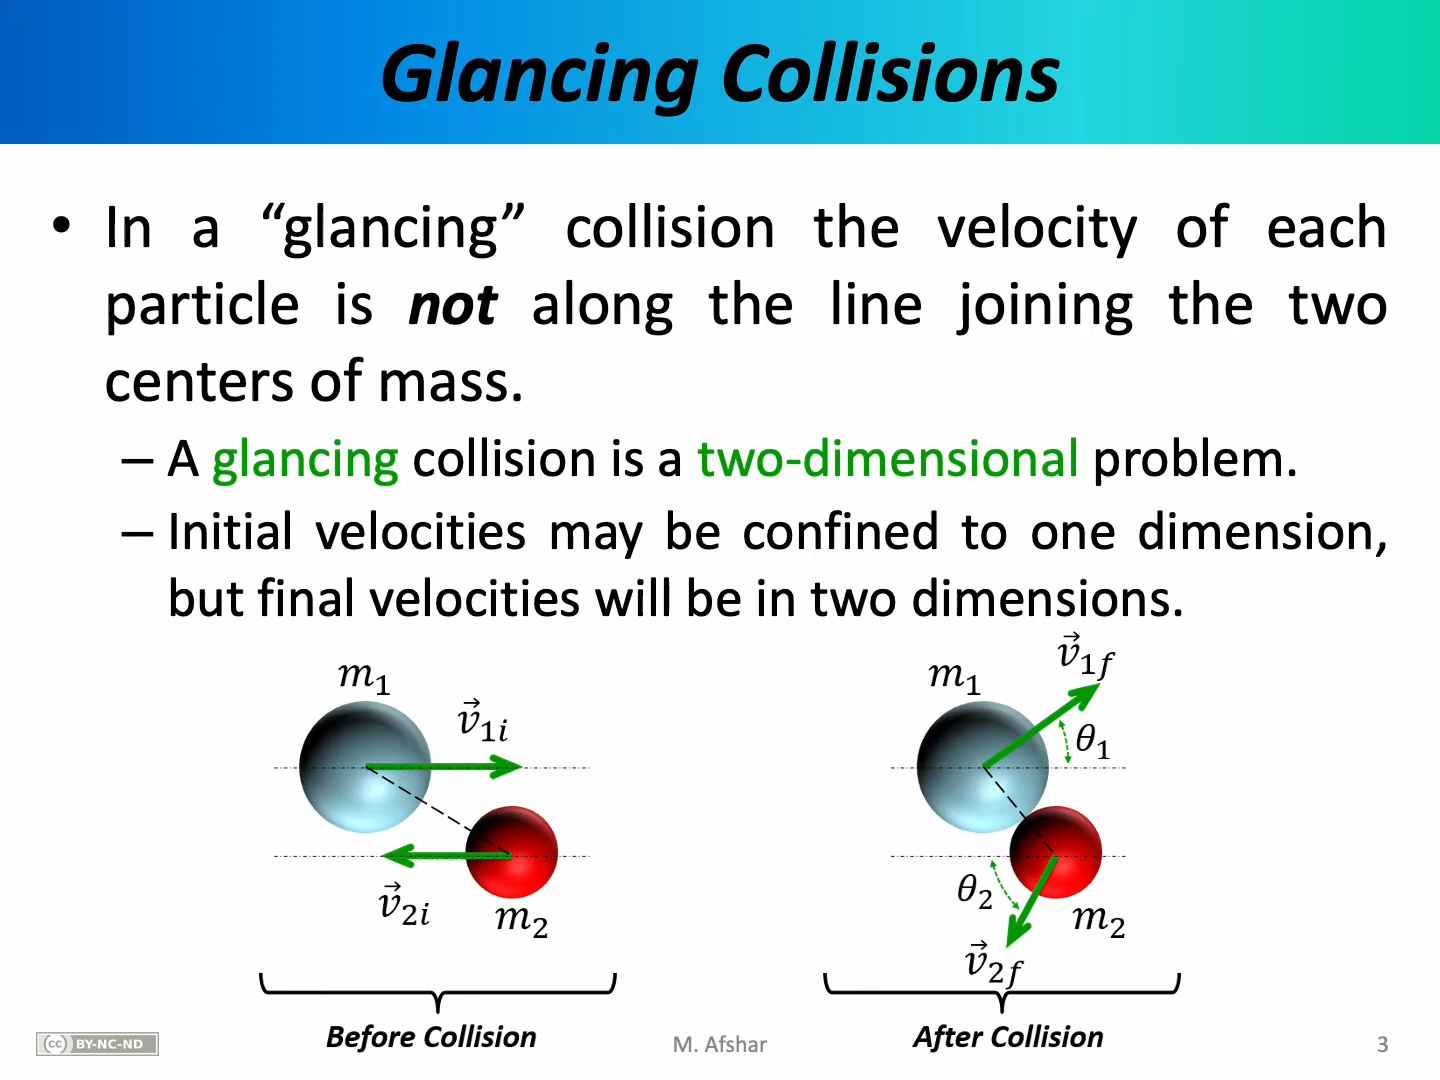 Glancing Collisions
• In a “glancing” collision the velocity of each
particle is not along the line joining the two
centers of mass.
– A glancing collision is a two-dimensional problem.
– Initial velocities may be confined to one dimension,
but final velocities will be in two dimensions.
m₁
v⃗₁ᵢ
v⃗₂ᵢ
m₂
Before Collision
m₁
v⃗₁f
θ₁
θ₂
m₂
v⃗₂f
After Collision
cc BY-NC-ND
M. Afshar
3